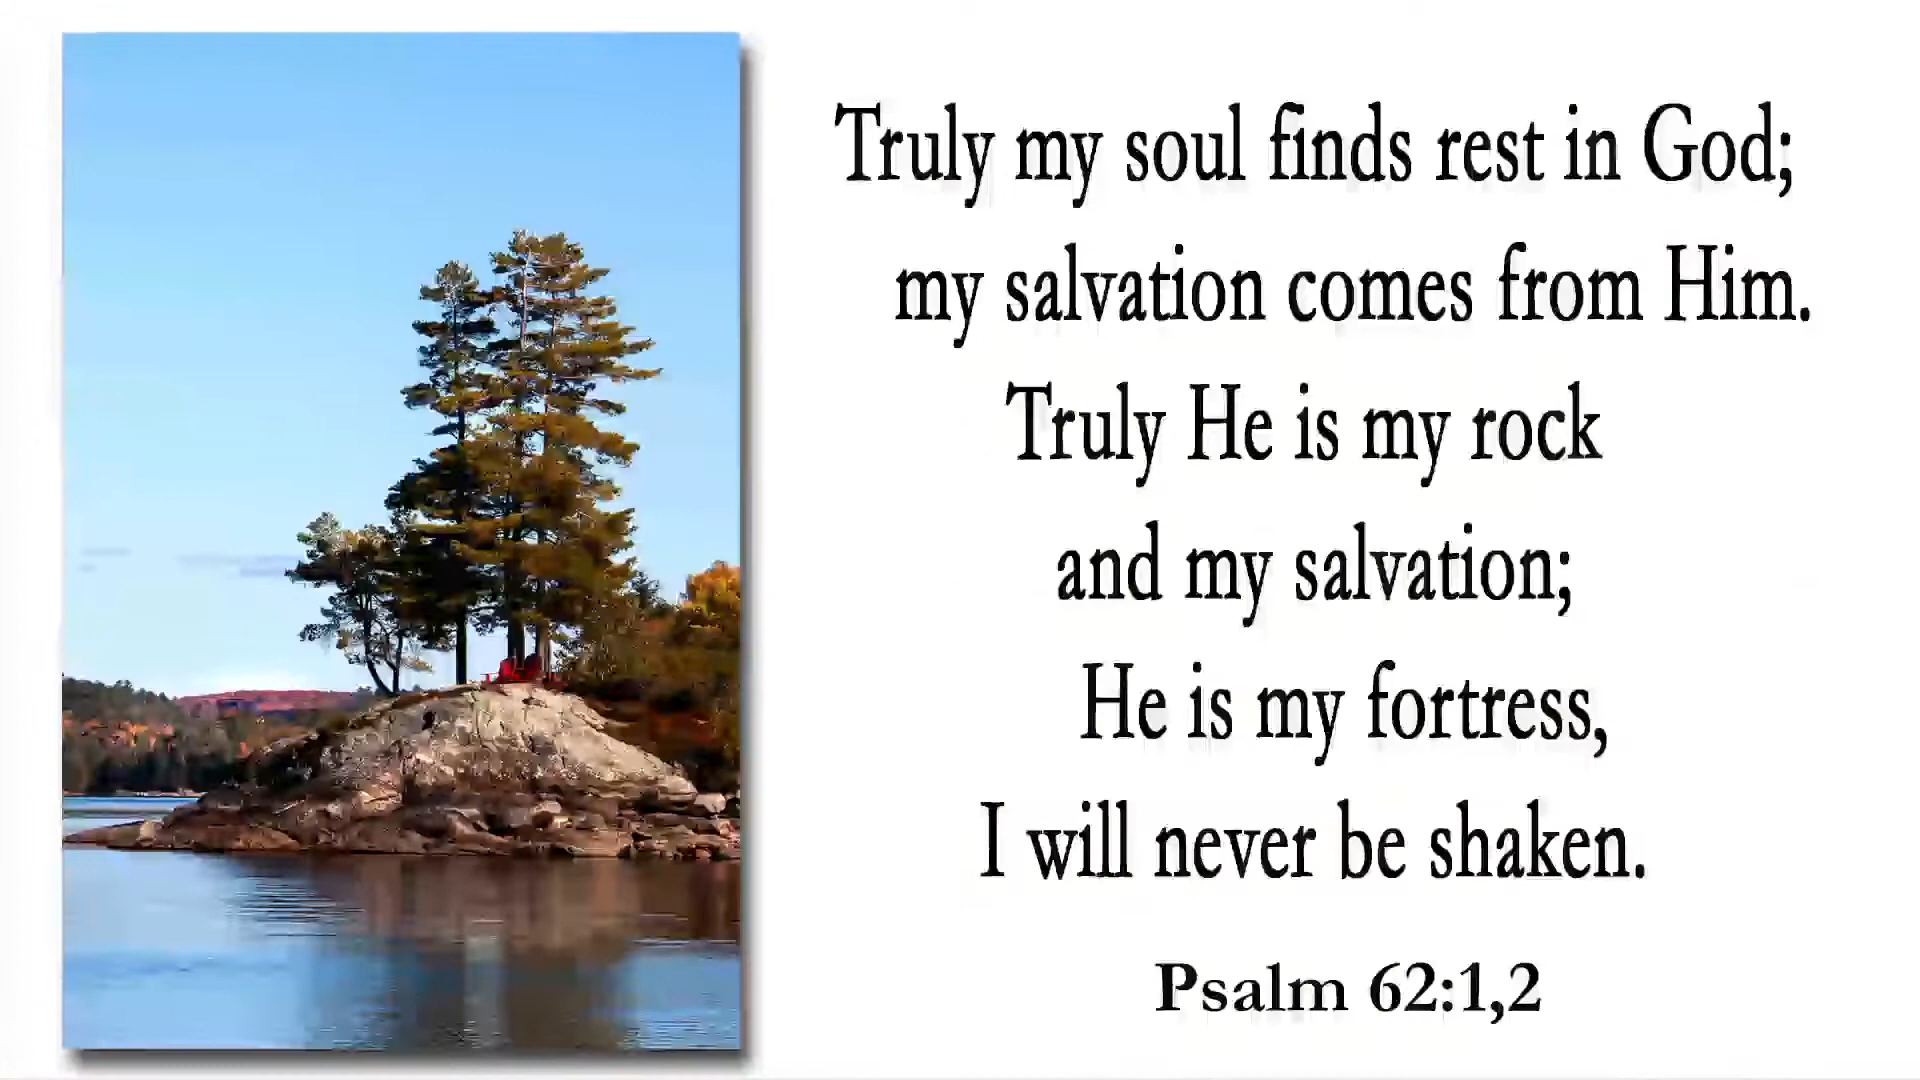 Truly my soul finds rest in God;
my salvation comes from Him.
Truly He is my rock
and my salvation;
He is my fortress,
I will never be shaken.
Psalm 62:1,2